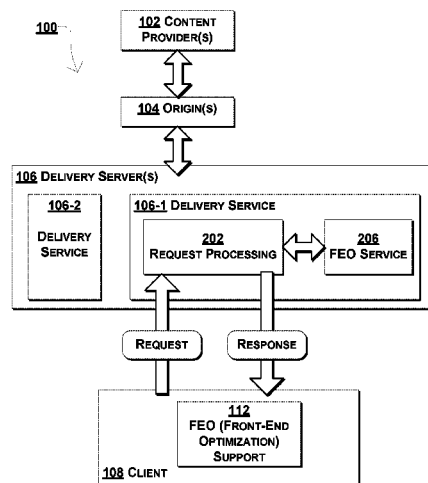 100
102 CONTENT
PROVIDER(S)
104 ORIGIN(S)
106 DELIVERY SERVER(S)
106-2
DELIVERY
SERVICE
106-1 DELIVERY SERVICE
202
REQUEST PROCESSING
206
FEO SERVICE
REQUEST
RESPONSE
112
FEO (FRONT-END
OPTIMIZATION)
SUPPORT
108 CLIENT